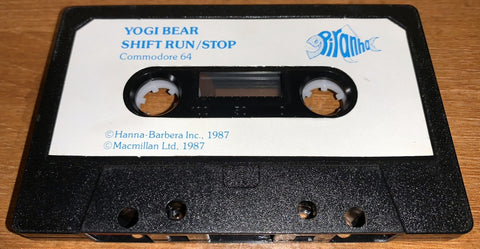 YOGI BEAR
SHIFT RUN/STOP
Commodore 64
Piranha
©Hanna-Barbera Inc., 1987
©Macmillan Ltd, 1987